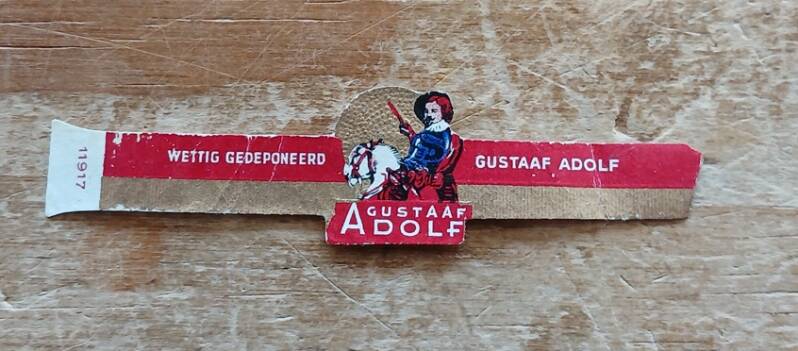 11917
WETTIG GEDEPONEERD
GUSTAAF
ADOLF
GUSTAAF ADOLF